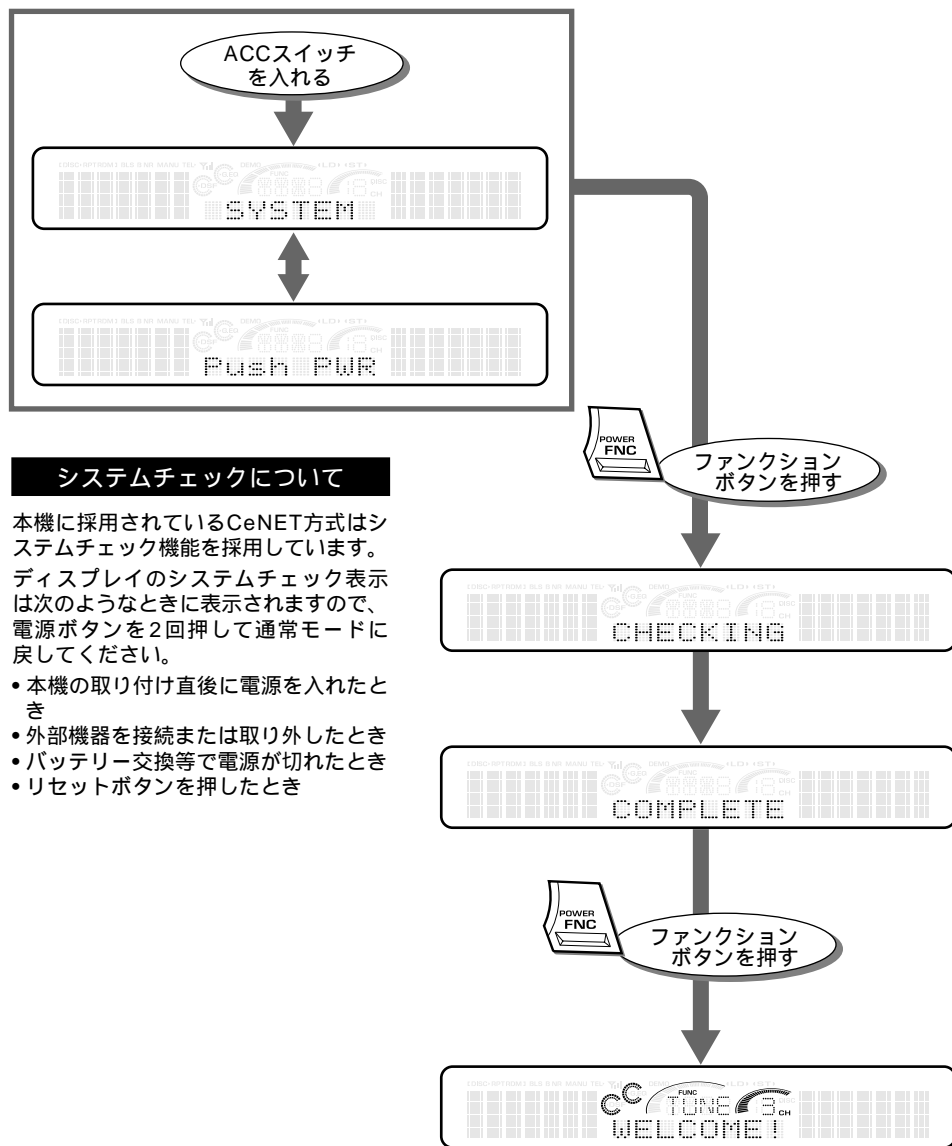 ACCスイッチ
を入れる
SYSTEM
Push PWR
システムチェックについて
本機に採用されているCeNET方式はシ
ステムチェック機能を採用しています。
ディスプレイのシステムチェック表示
は次のようなときに表示されますので、
電源ボタンを2回押して通常モードに
戻してください。
•本機の取り付け直後に電源を入れたと
き
•外部機器を接続または取り外したとき
•バッテリー交換等で電源が切れたとき
•リセットボタンを押したとき
POWER
FNC
ファンクション
ボタンを押す
CHECKING
COMPLETE
POWER
FNC
ファンクション
ボタンを押す
FUNC
TUNE 3 CH
WELCOME!